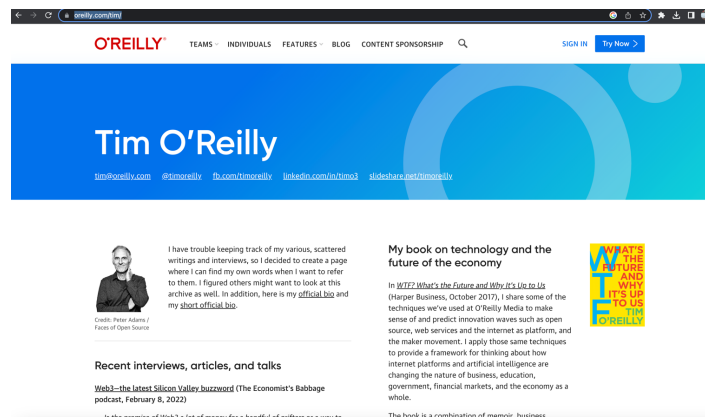 oreilly.com/tim/
O'REILLY®
TEAMS
INDIVIDUALS
FEATURES
BLOG
CONTENT SPONSORSHIP
SIGN IN
Try Now
Tim O'Reilly
tim@oreilly.com
@timoreilly
fb.com/timoreilly
linkedin.com/in/timo3
slideshare.net/timoreilly
I have trouble keeping track of my various, scattered
writings and interviews, so I decided to create a page
where I can find my own words when I want to refer
to them. I figured others might want to look at this
archive as well. In addition, here is my official bio and
my short official bio.
Credit: Peter Adams /
Faces of Open Source
Recent interviews, articles, and talks
Web3—the latest Silicon Valley buzzword (The Economist's Babbage
podcast, February 8, 2022)
My book on technology and the
future of the economy
In WTF? What's the Future and Why It's Up to Us
(Harper Business, October 2017), I share some of the
techniques we've used at O'Reilly Media to make
sense of and predict innovation waves such as open
source, web services and the internet as platform, and
the maker movement. I apply those same techniques
to provide a framework for thinking about how
internet platforms and artificial intelligence are
changing the nature of business, education,
government, financial markets, and the economy as a
whole.
The book is a combination of memoir, business
WTF
WHAT'S
THE
FUTURE
AND
WHY
IT'S UP
TO US
TIM
O'REILLY